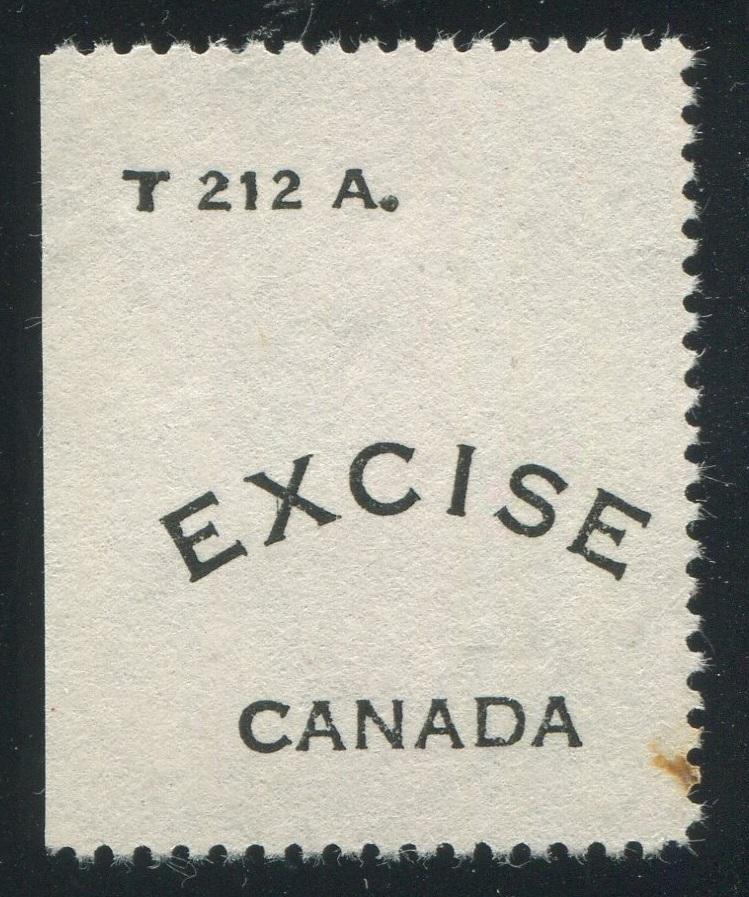 T 212 A.
EXCISE
CANADA